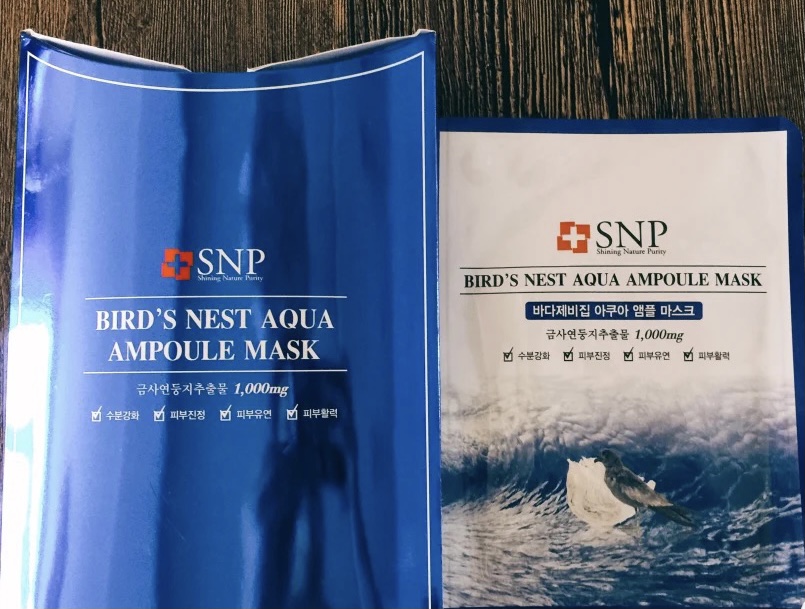 SNP
Shining Nature Purity
BIRD'S NEST AQUA
AMPOULE MASK
금사연둥지추출물 1,000mg
수분강화 피부진정 피부유연 피부활력
SNP
Shining Nature Purity
BIRD'S NEST AQUA AMPOULE MASK
바다제비집 아쿠아 앰플 마스크
금사연둥지추출물 1,000mg
수분강화 피부진정 피부유연 피부활력